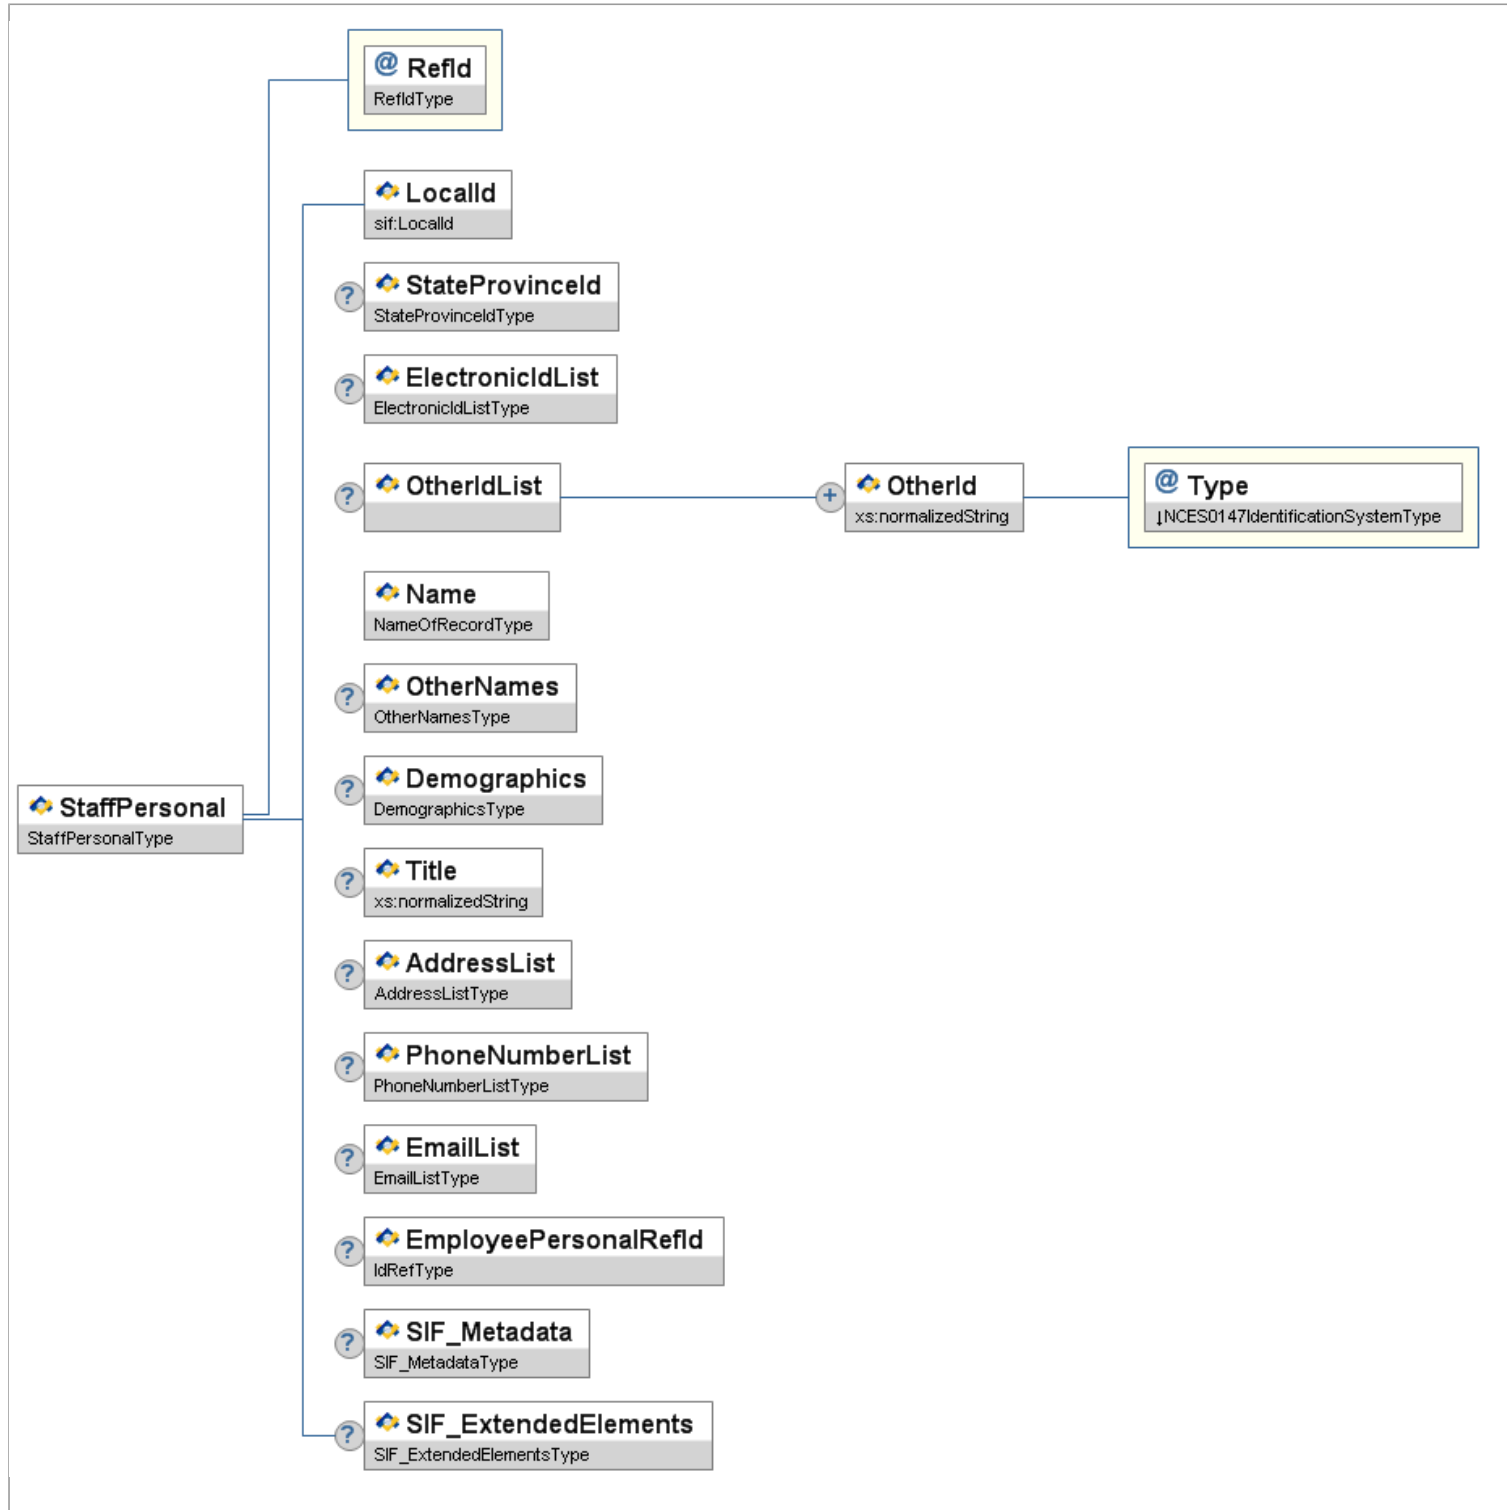 @ RefId
RefIdType
LocalId
sif:LocalId
? StateProvinceId
StateProvinceIdType
? ElectronicIdList
ElectronicIdListType
? OtherIdList
+ OtherId
xs:normalizedString
@ Type
↓NCES0147IdentificationSystemType
Name
NameOfRecordType
? OtherNames
OtherNamesType
? Demographics
DemographicsType
StaffPersonal
StaffPersonalType
? Title
xs:normalizedString
? AddressList
AddressListType
? PhoneNumberList
PhoneNumberListType
? EmailList
EmailListType
? EmployeePersonalRefId
IdRefType
? SIF_Metadata
SIF_MetadataType
? SIF_ExtendedElements
SIF_ExtendedElementsType